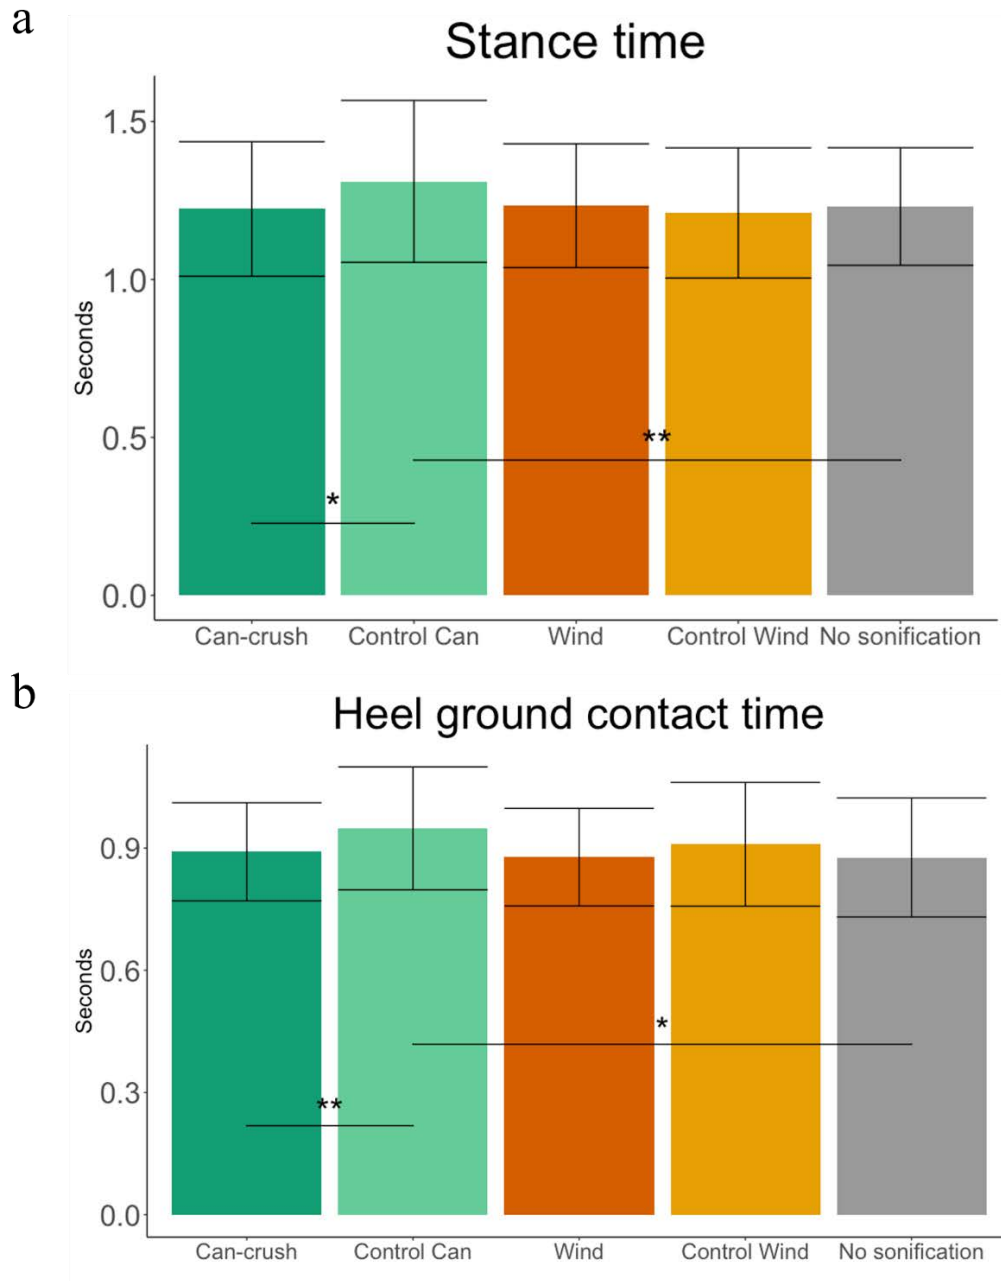 a
Stance time
1.5
1.0
0.5
0.0
Seconds
**
*
Can-crush Control Can Wind Control Wind No sonification
b
Heel ground contact time
0.9
0.6
0.3
0.0
Seconds
*
**
Can-crush Control Can Wind Control Wind No sonification